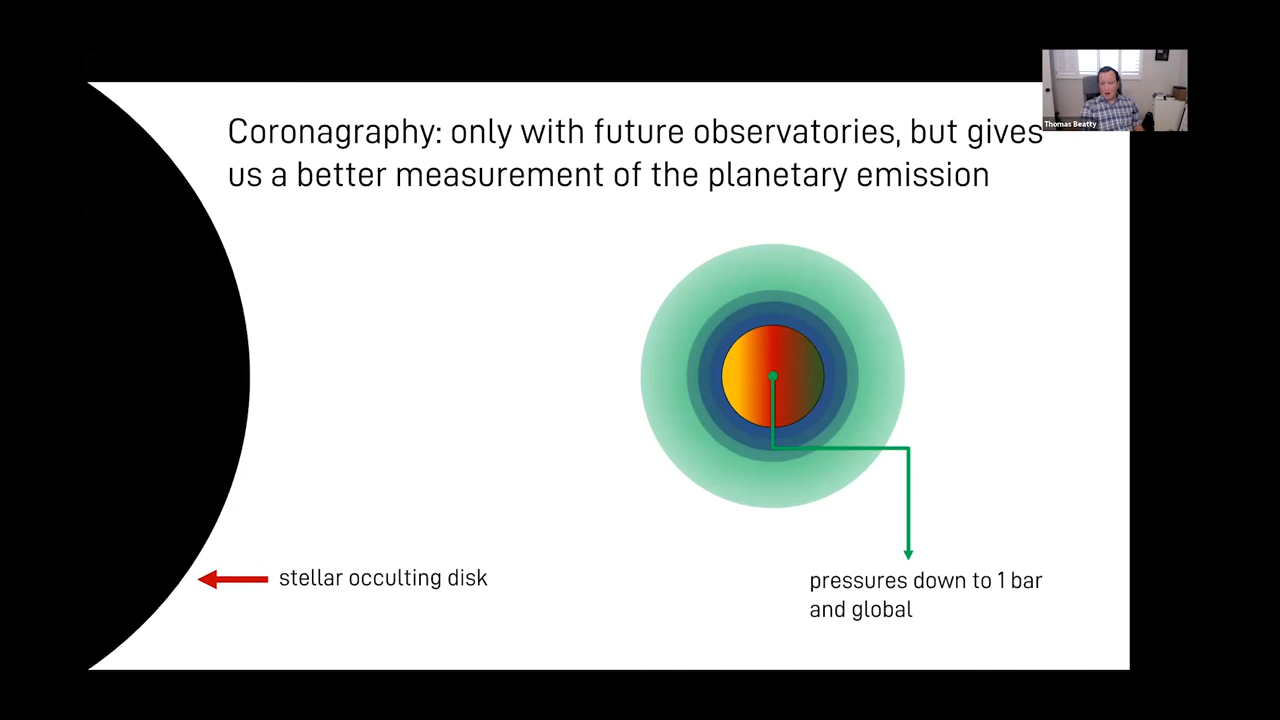 Thomas Beatty
Coronagraphy: only with future observatories, but gives
us a better measurement of the planetary emission
stellar occulting disk
pressures down to 1 bar
and global